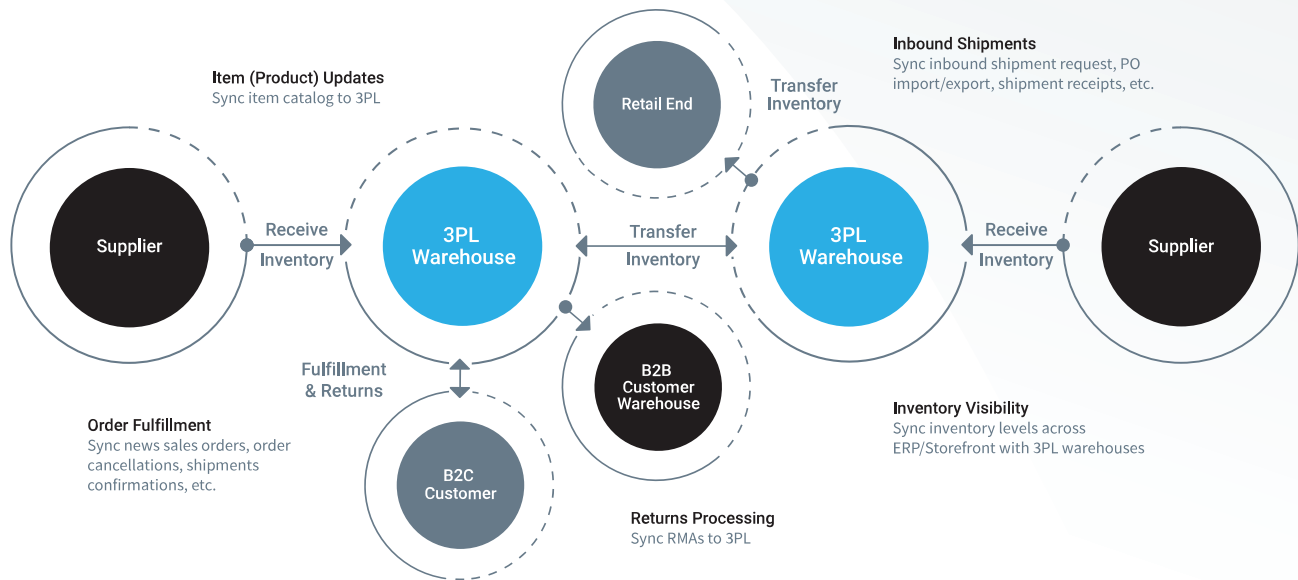 Item (Product) Updates
Sync item catalog to 3PL
Retail End
Transfer
Inventory
Inbound Shipments
Sync inbound shipment request, PO
import/export, shipment receipts, etc.
Supplier
Receive
Inventory
3PL
Warehouse
Transfer
Inventory
3PL
Warehouse
Receive
Inventory
Supplier
Fulfillment
& Returns
B2B
Customer
Warehouse
Order Fulfillment
Sync news sales orders, order
cancellations, shipments
confirmations, etc.
B2C
Customer
Inventory Visibility
Sync inventory levels across
ERP/Storefront with 3PL warehouses
Returns Processing
Sync RMAs to 3PL